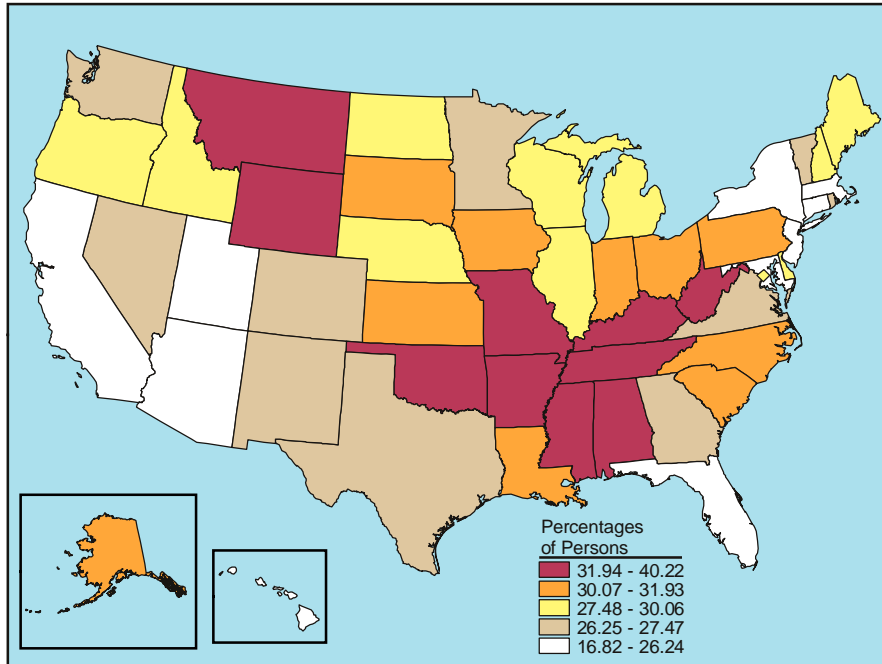 Percentages
of Persons
31.94 - 40.22
30.07 - 31.93
27.48 - 30.06
26.25 - 27.47
16.82 - 26.24